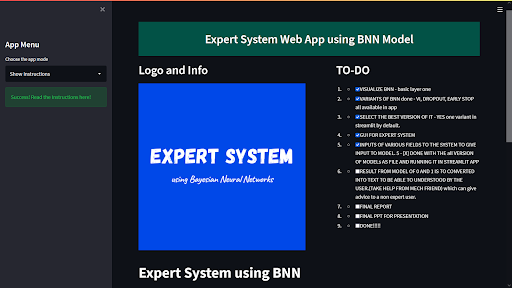 App Menu
Choose the app mode
Show Instructions
Success! Read the instructions here!
Expert System Web App using BNN Model
Logo and Info
EXPERT SYSTEM
using Bayesian Neural Networks
Expert System using BNN
TO-DO
1. VISUALIZE BNN - basic layer one
2. VARIANTS OF BNN done - VI, DROPOUT, EARLY STOP
all available in app
3. SELECT THE BEST VERSION OF IT - YES one variant in
streamlit by default.
4. GUI FOR EXPERT SYSTEM
5. INPUTS OF VARIOUS FIELDS TO THE SYSTEM TO GIVE
INPUT TO MODEL. 5 - [X] DONE WITH THE all VERSION
OF MODELs AS FILE AND RUNNING IT IN STREAMLIT APP
6. RESULT FROM MODEL OF 0 AND 1 IS TO CONVERTED
INTO TEXT TO BE ABLE TO UNDERSTOOD BY THE
USER.(TAKE HELP FROM MECH FRIEND) which can give
advice to a non expert user.
7. FINAL REPORT
8. FINAL PPT FOR PRESENTATION